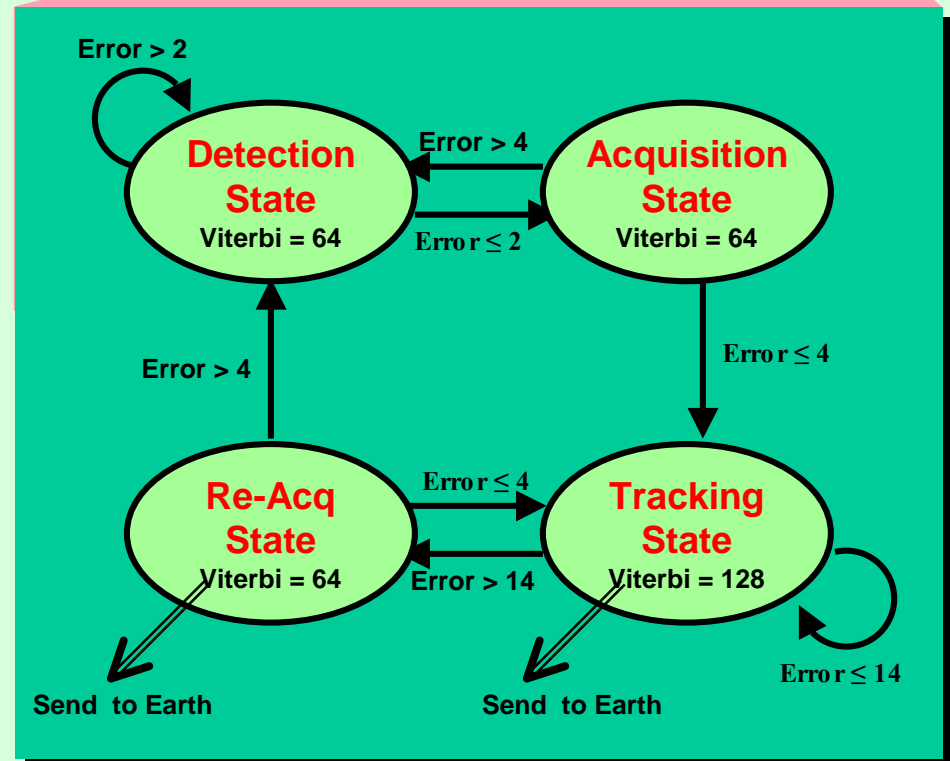 Error > 2
Detection
State
Viterbi = 64
Error > 4
Error ≤ 2
Acquisition
State
Viterbi = 64
Error > 4
Error ≤ 4
Re-Acq
State
Viterbi = 64
Error ≤ 4
Error > 14
Tracking
State
Viterbi = 128
Error ≤ 14
Send to Earth
Send to Earth